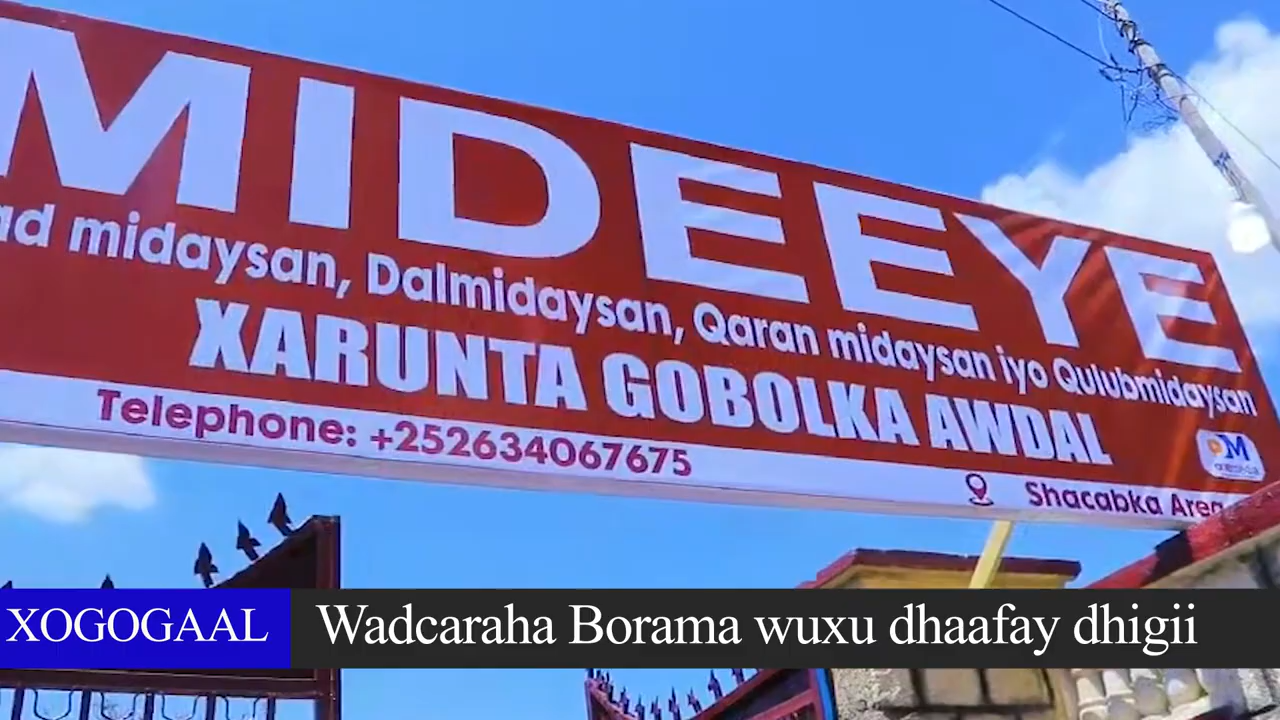 MIDEEYE
midaysan, Dalmidaysan, Qaran midaysan iyo Qulubmidaysan
XARUNTA GOBOLKA AWDAL
Telephone: +252634067675
Shacabka Area
XOGOGAAL
Wadcaraha Borama wuxu dhaafay dhigii